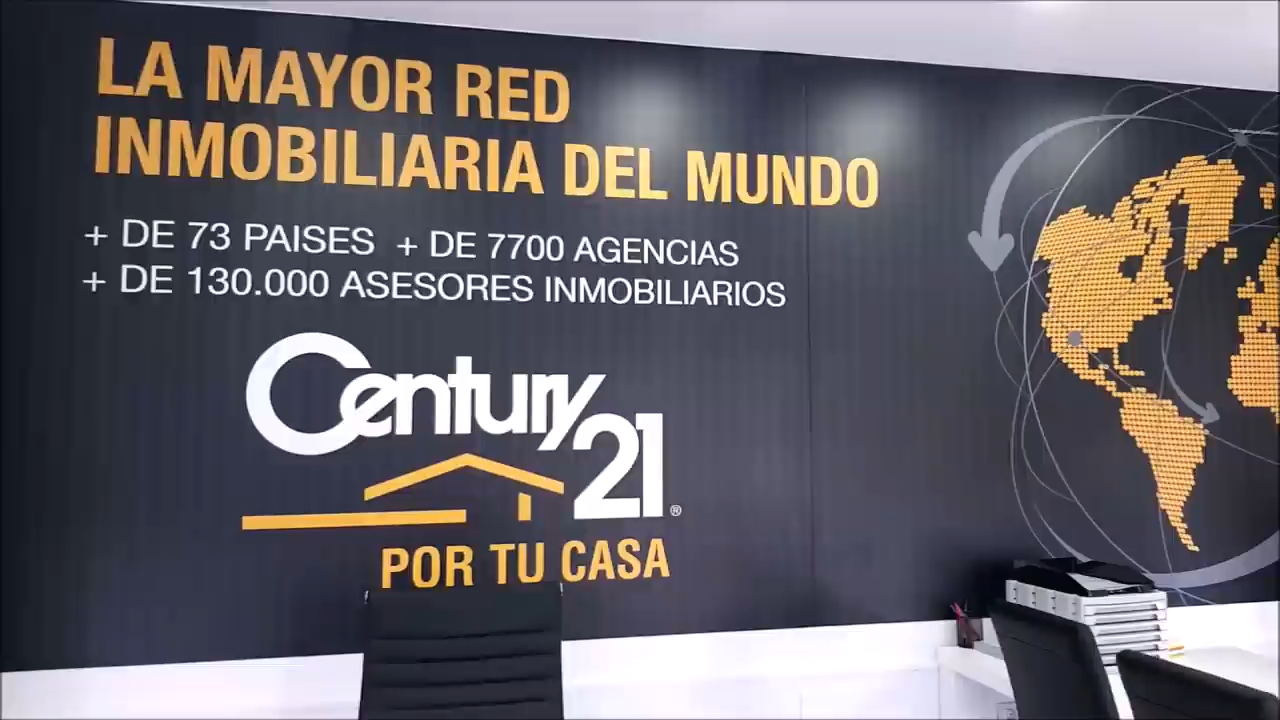 LA MAYOR RED
INMOBILIARIA DEL MUNDO
+ DE 73 PAISES + DE 7700 AGENCIAS
+ DE 130.000 ASESORES INMOBILIARIOS
Century
21®
POR TU CASA